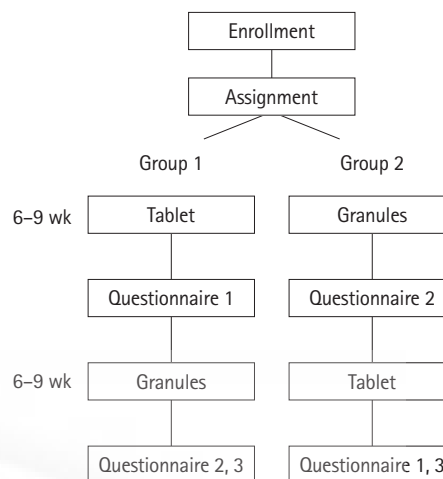 Enrollment
Assignment
Group 1 Group 2
6–9 wk Tablet Granules
Questionnaire 1 Questionnaire 2
6–9 wk Granules Tablet
Questionnaire 2, 3 Questionnaire 1, 3